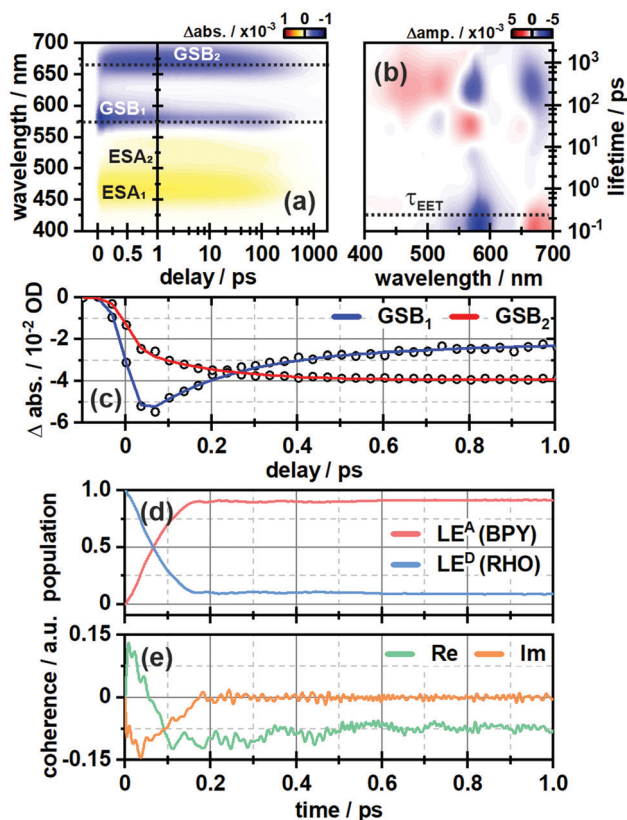 Δabs. / x10⁻³ 1 0 -1
Δamp. / x10⁻³ 5 0 -5
wavelength / nm
700
650
600
550
500
450
400
GSB₂
GSB₁
ESA₂
ESA₁
(a)
0 0.5 1 10 100 1000
delay / ps
(b)
τEET
10³
10²
10¹
10⁰
10⁻¹
lifetime / ps
400 500 600 700
wavelength / nm
Δ abs. / 10⁻² OD
0
-2
-4
-6
GSB₁ GSB₂
(c)
0 0.2 0.4 0.6 0.8 1.0
delay / ps
population
1.0
0.5
0
(d)
LEᴬ (BPY)
LEᴰ (RHO)
coherence / a.u.
0.15
0
-0.15
(e)
Re Im
0 0.2 0.4 0.6 0.8 1.0
time / ps